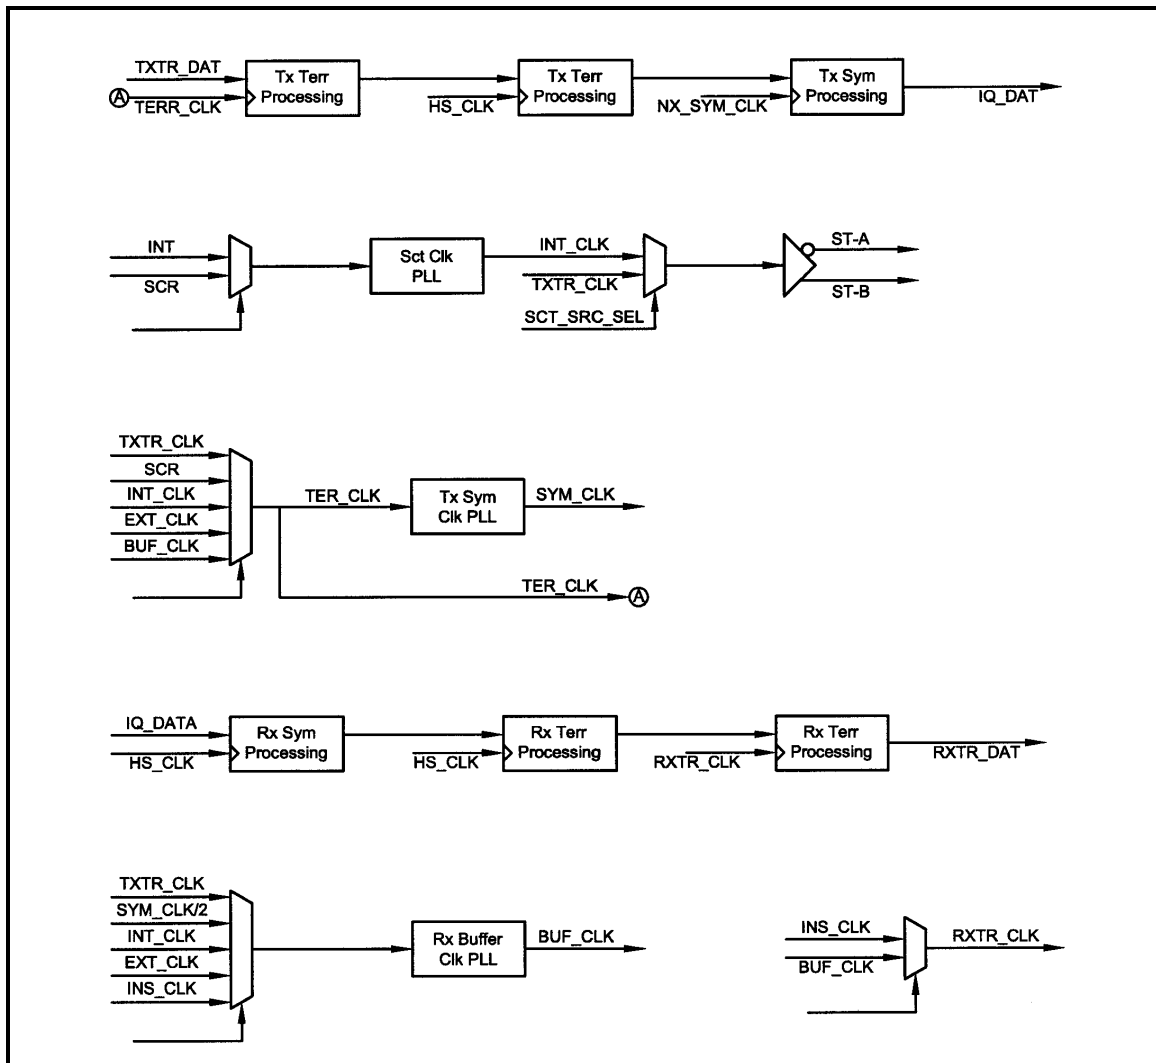 TXTR_DAT
A
TERR_CLK
Tx Terr
Processing
HS_CLK
Tx Terr
Processing
NX_SYM_CLK
Tx Sym
Processing
IQ_DAT
INT
SCR
Sct Clk
PLL
INT_CLK
TXTR_CLK
SCT_SRC_SEL
ST-A
ST-B
TXTR_CLK
SCR
INT_CLK
EXT_CLK
BUF_CLK
TER_CLK
Tx Sym
Clk PLL
SYM_CLK
TER_CLK
A
IQ_DATA
HS_CLK
Rx Sym
Processing
HS_CLK
Rx Terr
Processing
RXTR_CLK
Rx Terr
Processing
RXTR_DAT
TXTR_CLK
SYM_CLK/2
INT_CLK
EXT_CLK
INS_CLK
Rx Buffer
Clk PLL
BUF_CLK
INS_CLK
BUF_CLK
RXTR_CLK